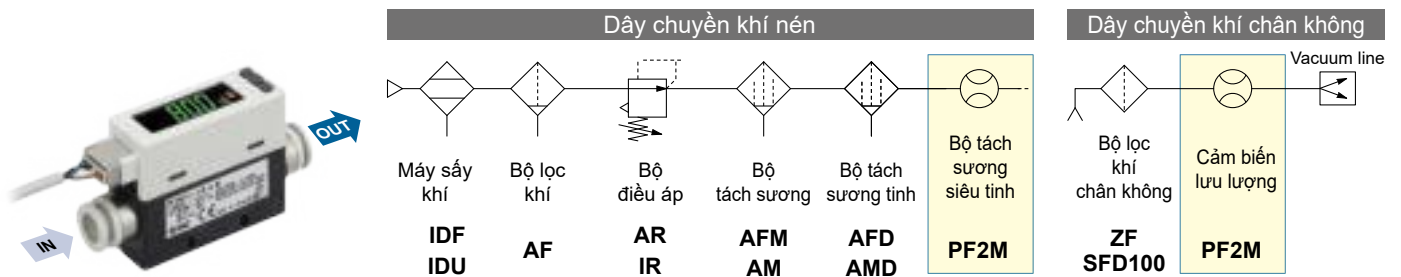 Dây chuyền khí nén
Dây chuyền khí chân không
Vacuum line
OUT
IN
Máy sấy
khí
IDF
IDU
Bộ lọc
khí
AF
Bộ
điều áp
AR
IR
Bộ
tách sương
AFM
AM
Bộ tách
sương tinh
AFD
AMD
Bộ tách
sương
siêu tinh
PF2M
Bộ lọc
khí
chân không
ZF
SFD100
Cảm biến
lưu lượng
PF2M